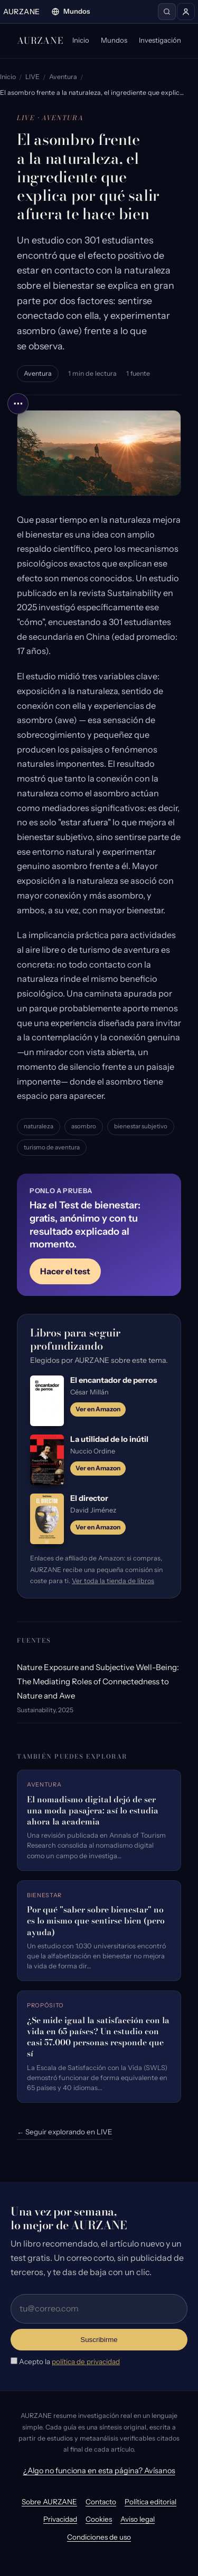 AURZANE Mundos
AURZANE Inicio Mundos Investigación
Inicio / LIVE / Aventura /
El asombro frente a la naturaleza, el ingrediente que explic…
LIVE · AVENTURA
El asombro frente
a la naturaleza, el
ingrediente que
explica por qué salir
afuera te hace bien
Un estudio con 301 estudiantes
encontró que el efecto positivo de
estar en contacto con la naturaleza
sobre el bienestar se explica en gran
parte por dos factores: sentirse
conectado con ella, y experimentar
asombro (awe) frente a lo que
se observa.
Aventura 1 min de lectura 1 fuente
Que pasar tiempo en la naturaleza mejora
el bienestar es una idea con amplio
respaldo científico, pero los mecanismos
psicológicos exactos que explican ese
efecto son menos conocidos. Un estudio
publicado en la revista Sustainability en
2025 investigó específicamente ese
"cómo", encuestando a 301 estudiantes
de secundaria en China (edad promedio:
17 años).
El estudio midió tres variables clave:
exposición a la naturaleza, sentido de
conexión con ella, y experiencias de
asombro (awe) — esa sensación de
sobrecogimiento y pequeñez que
producen los paisajes o fenómenos
naturales imponentes. El resultado
mostró que tanto la conexión con la
naturaleza como el asombro actúan
como mediadores significativos: es decir,
no es solo "estar afuera" lo que mejora el
bienestar subjetivo, sino sentirse parte de
ese entorno natural y experimentar
genuino asombro frente a él. Mayor
exposición a la naturaleza se asoció con
mayor conexión y más asombro, y
ambos, a su vez, con mayor bienestar.
La implicancia práctica para actividades
al aire libre o de turismo de aventura es
concreta: no todo contacto con la
naturaleza rinde el mismo beneficio
psicológico. Una caminata apurada por
un parque probablemente aporte menos
que una experiencia diseñada para invitar
a la contemplación y la conexión genuina
—un mirador con vista abierta, un
momento de silencio frente a un paisaje
imponente— donde el asombro tiene
espacio para aparecer.
naturaleza asombro bienestar subjetivo
turismo de aventura
PONLO A PRUEBA
Haz el Test de bienestar:
gratis, anónimo y con tu
resultado explicado al
momento.
Hacer el test
Libros para seguir
profundizando
Elegidos por AURZANE sobre este tema.
El encantador de perros
César Millán
Ver en Amazon
La utilidad de lo inútil
Nuccio Ordine
Ver en Amazon
El director
David Jiménez
Ver en Amazon
Enlaces de afiliado de Amazon: si compras,
AURZANE recibe una pequeña comisión sin
coste para ti. Ver toda la tienda de libros
FUENTES
Nature Exposure and Subjective Well-Being:
The Mediating Roles of Connectedness to
Nature and Awe
Sustainability, 2025
TAMBIÉN PUEDES EXPLORAR
AVENTURA
El nomadismo digital dejó de ser
una moda pasajera: así lo estudia
ahora la academia
Una revisión publicada en Annals of Tourism
Research consolida al nomadismo digital
como un campo de investiga…
BIENESTAR
Por qué "saber sobre bienestar" no
es lo mismo que sentirse bien (pero
ayuda)
Un estudio con 1.030 universitarios encontró
que la alfabetización en bienestar no mejora
la vida de forma dir…
PROPÓSITO
¿Se mide igual la satisfacción con la
vida en 65 países? Un estudio con
casi 57.000 personas responde que
sí
La Escala de Satisfacción con la Vida (SWLS)
demostró funcionar de forma equivalente en
65 países y 40 idiomas…
← Seguir explorando en LIVE
Una vez por semana,
lo mejor de AURZANE
Un libro recomendado, el artículo nuevo y un
test gratis. Un correo corto, sin publicidad de
terceros, y te das de baja con un clic.
tu@correo.com
Suscribirme
Acepto la política de privacidad
AURZANE resume investigación real en un lenguaje
simple. Cada guía es una síntesis original, escrita a
partir de estudios y metaanálisis verificables citados
al final de cada artículo.
¿Algo no funciona en esta página? Avísanos
Sobre AURZANE Contacto Política editorial
Privacidad Cookies Aviso legal
Condiciones de uso